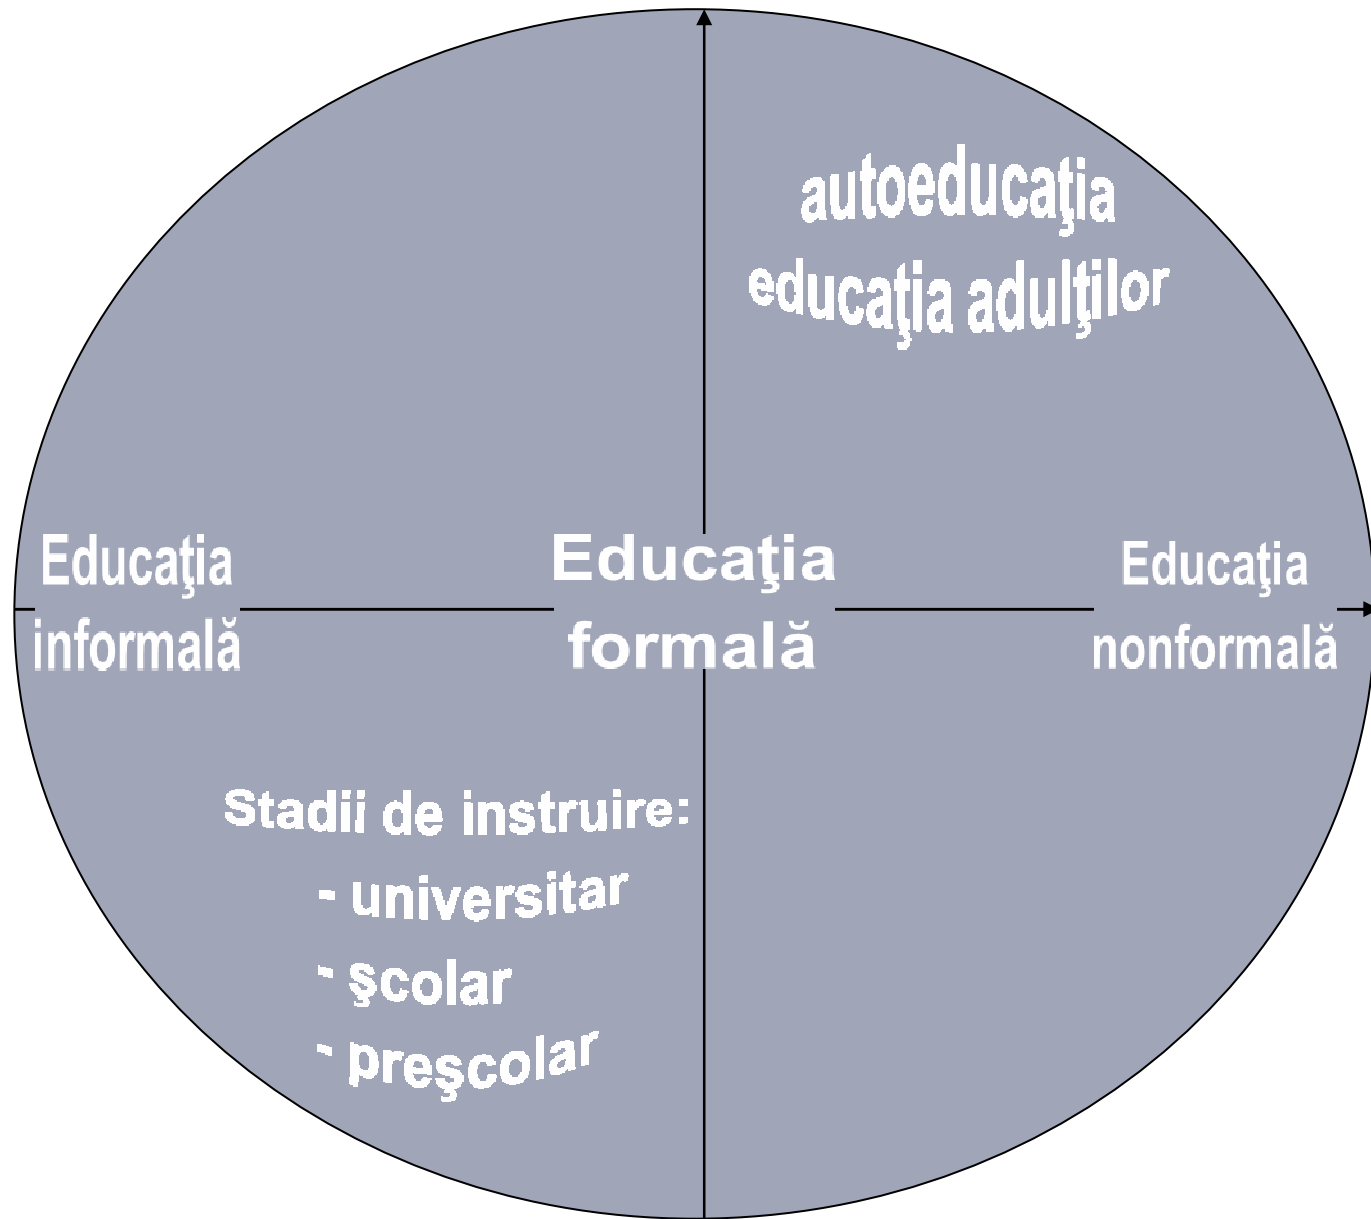 autoeducaţia
educaţia adulţilor
Educaţia
informală
Educaţia
formală
Educaţia
nonformală
Stadii de instruire:
- universitar
- şcolar
- preşcolar